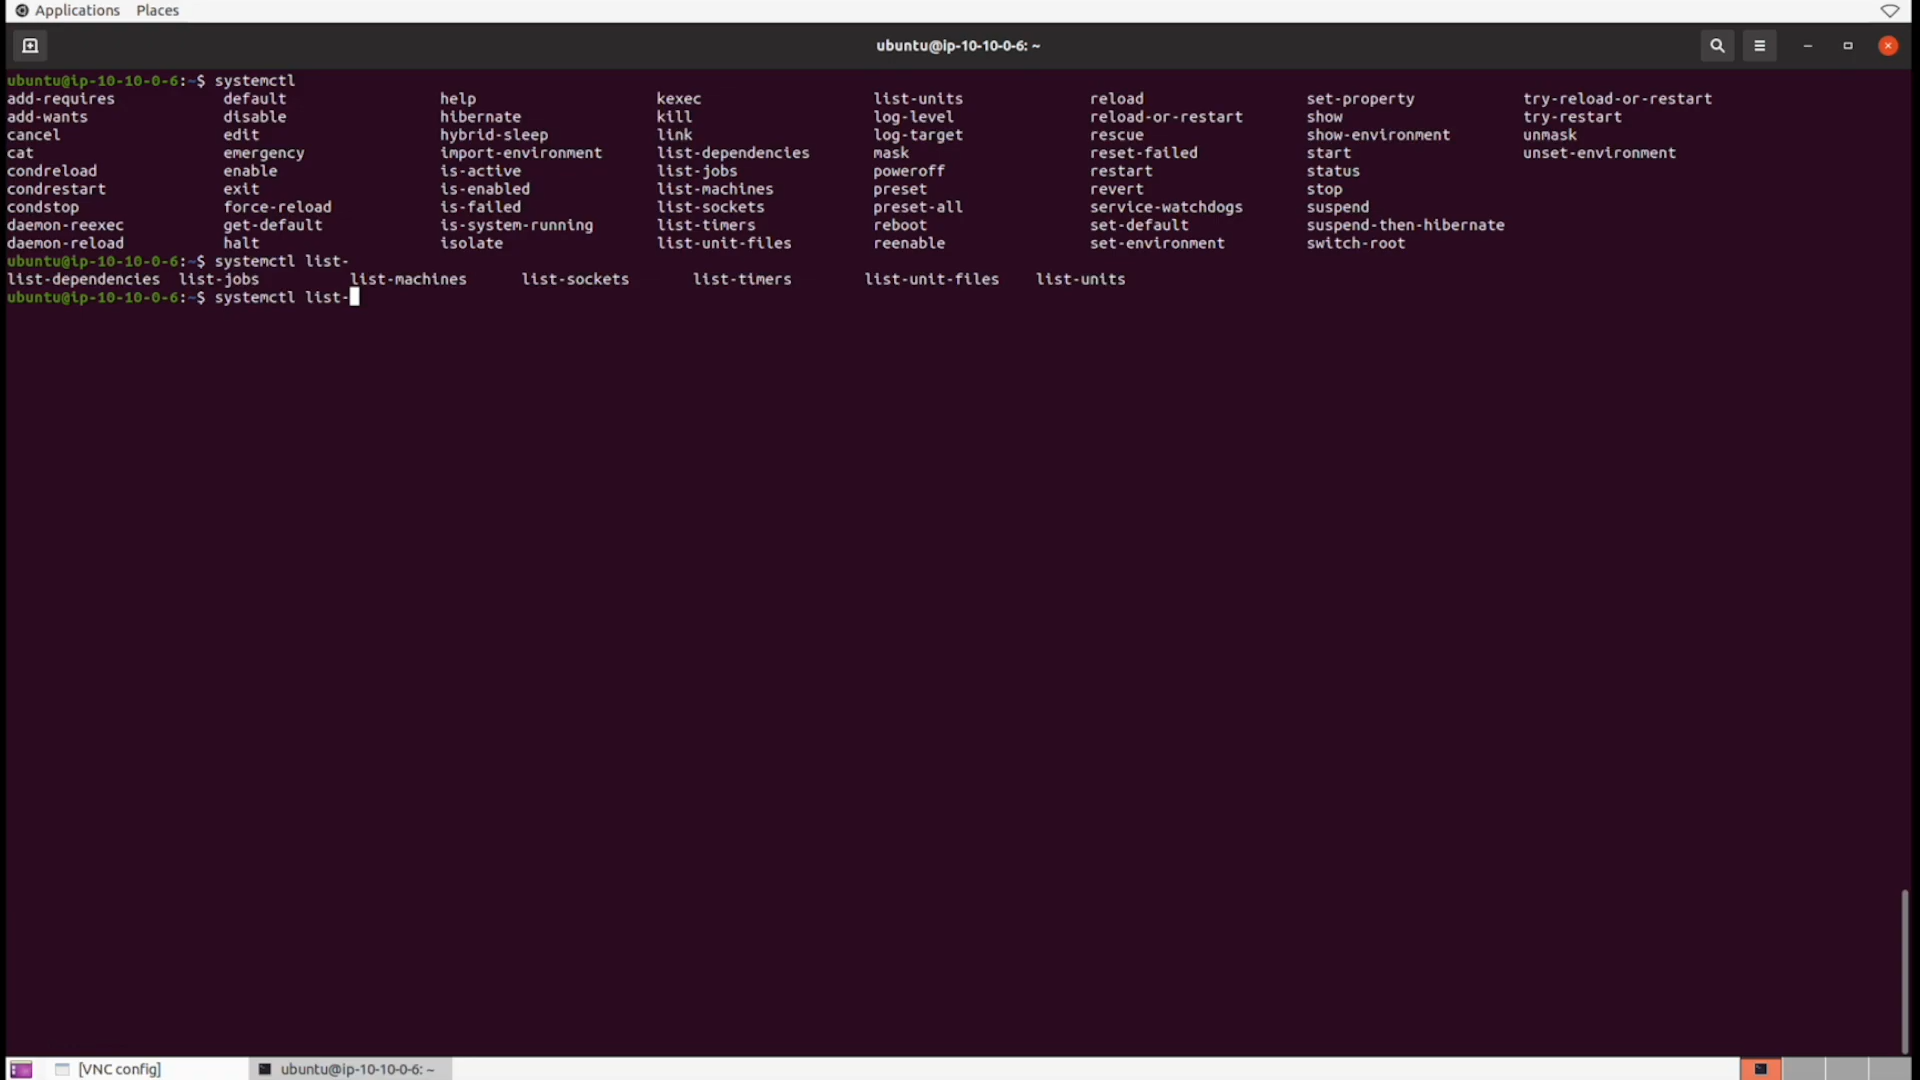 Applications Places
ubuntu@ip-10-10-0-6: ~
ubuntu@ip-10-10-0-6:~$ systemctl
add-requires default help kexec list-units reload set-property try-reload-or-restart
add-wants disable hibernate kill log-level reload-or-restart show try-restart
cancel edit hybrid-sleep link log-target rescue show-environment unmask
cat emergency import-environment list-dependencies mask reset-failed start unset-environment
condreload enable is-active list-jobs poweroff restart status
condrestart exit is-enabled list-machines preset revert stop
condstop force-reload is-failed list-sockets preset-all service-watchdogs suspend
daemon-reexec get-default is-system-running list-timers reboot set-default suspend-then-hibernate
daemon-reload halt isolate list-unit-files reenable set-environment switch-root
ubuntu@ip-10-10-0-6:~$ systemctl list-
list-dependencies list-jobs list-machines list-sockets list-timers list-unit-files list-units
ubuntu@ip-10-10-0-6:~$ systemctl list-
[VNC config] ubuntu@ip-10-10-0-6: ~